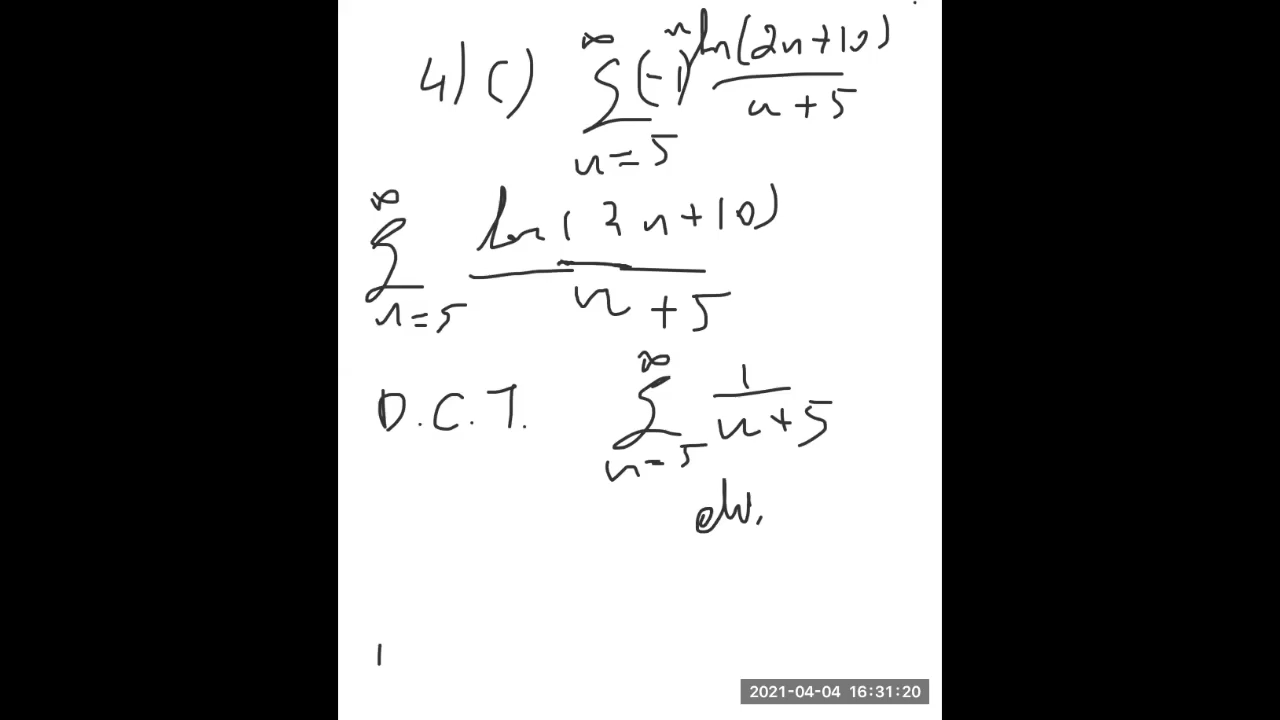 4) c) ∞ Σ n=5 (-1)^n ln(2n+10) / n+5
∞ Σ n=5 ln(2n+10) / n+5
D.C.T. ∞ Σ n=5 1 / n+5
div.
1
2021-04-04 16:31:20